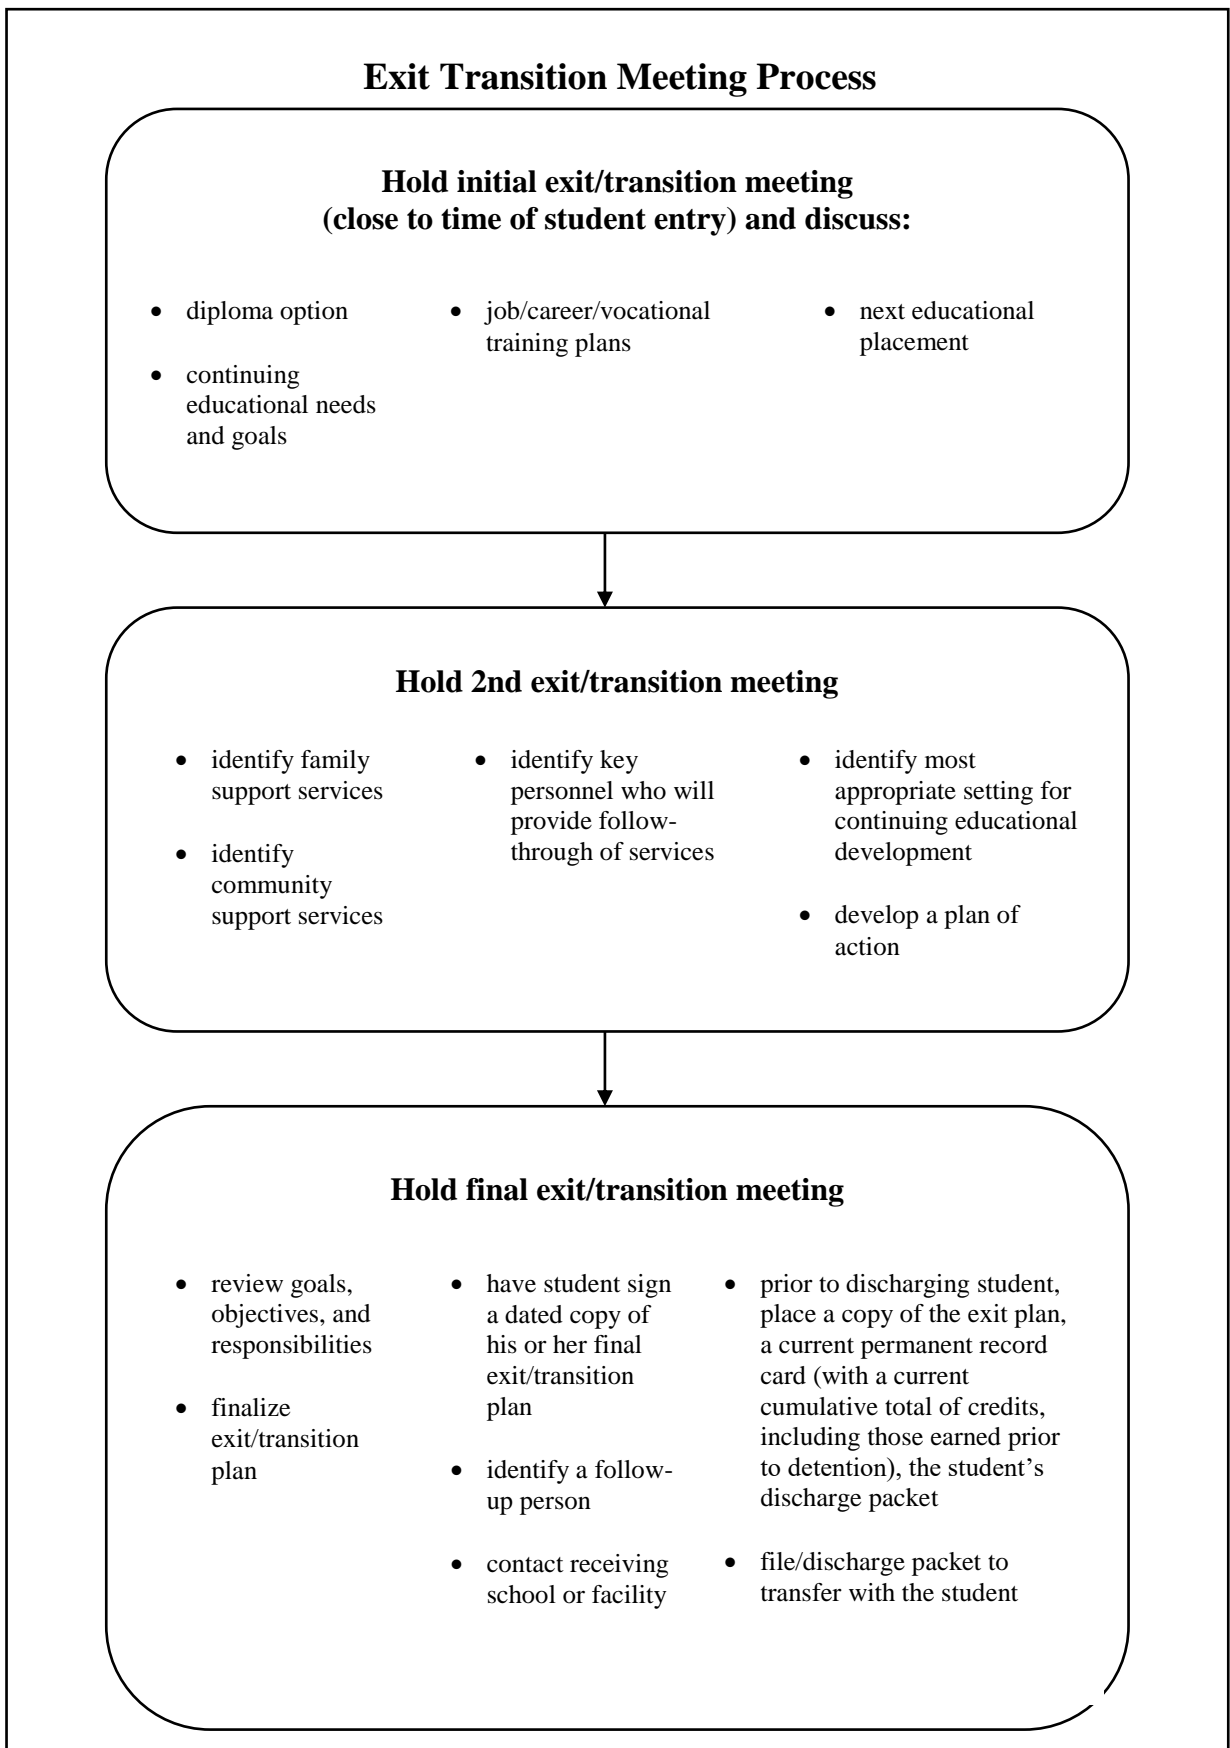 Exit Transition Meeting Process
Hold initial exit/transition meeting
(close to time of student entry) and discuss:
• diploma option
• continuing
educational needs
and goals
• job/career/vocational
training plans
• next educational
placement
Hold 2nd exit/transition meeting
• identify family
support services
• identify
community
support services
• identify key
personnel who will
provide follow-
through of services
• identify most
appropriate setting for
continuing educational
development
• develop a plan of
action
Hold final exit/transition meeting
• review goals,
objectives, and
responsibilities
• finalize
exit/transition
plan
• have student sign
a dated copy of
his or her final
exit/transition
plan
• identify a follow-
up person
• contact receiving
school or facility
• prior to discharging student,
place a copy of the exit plan,
a current permanent record
card (with a current
cumulative total of credits,
including those earned prior
to detention), the student’s
discharge packet
• file/discharge packet to
transfer with the student